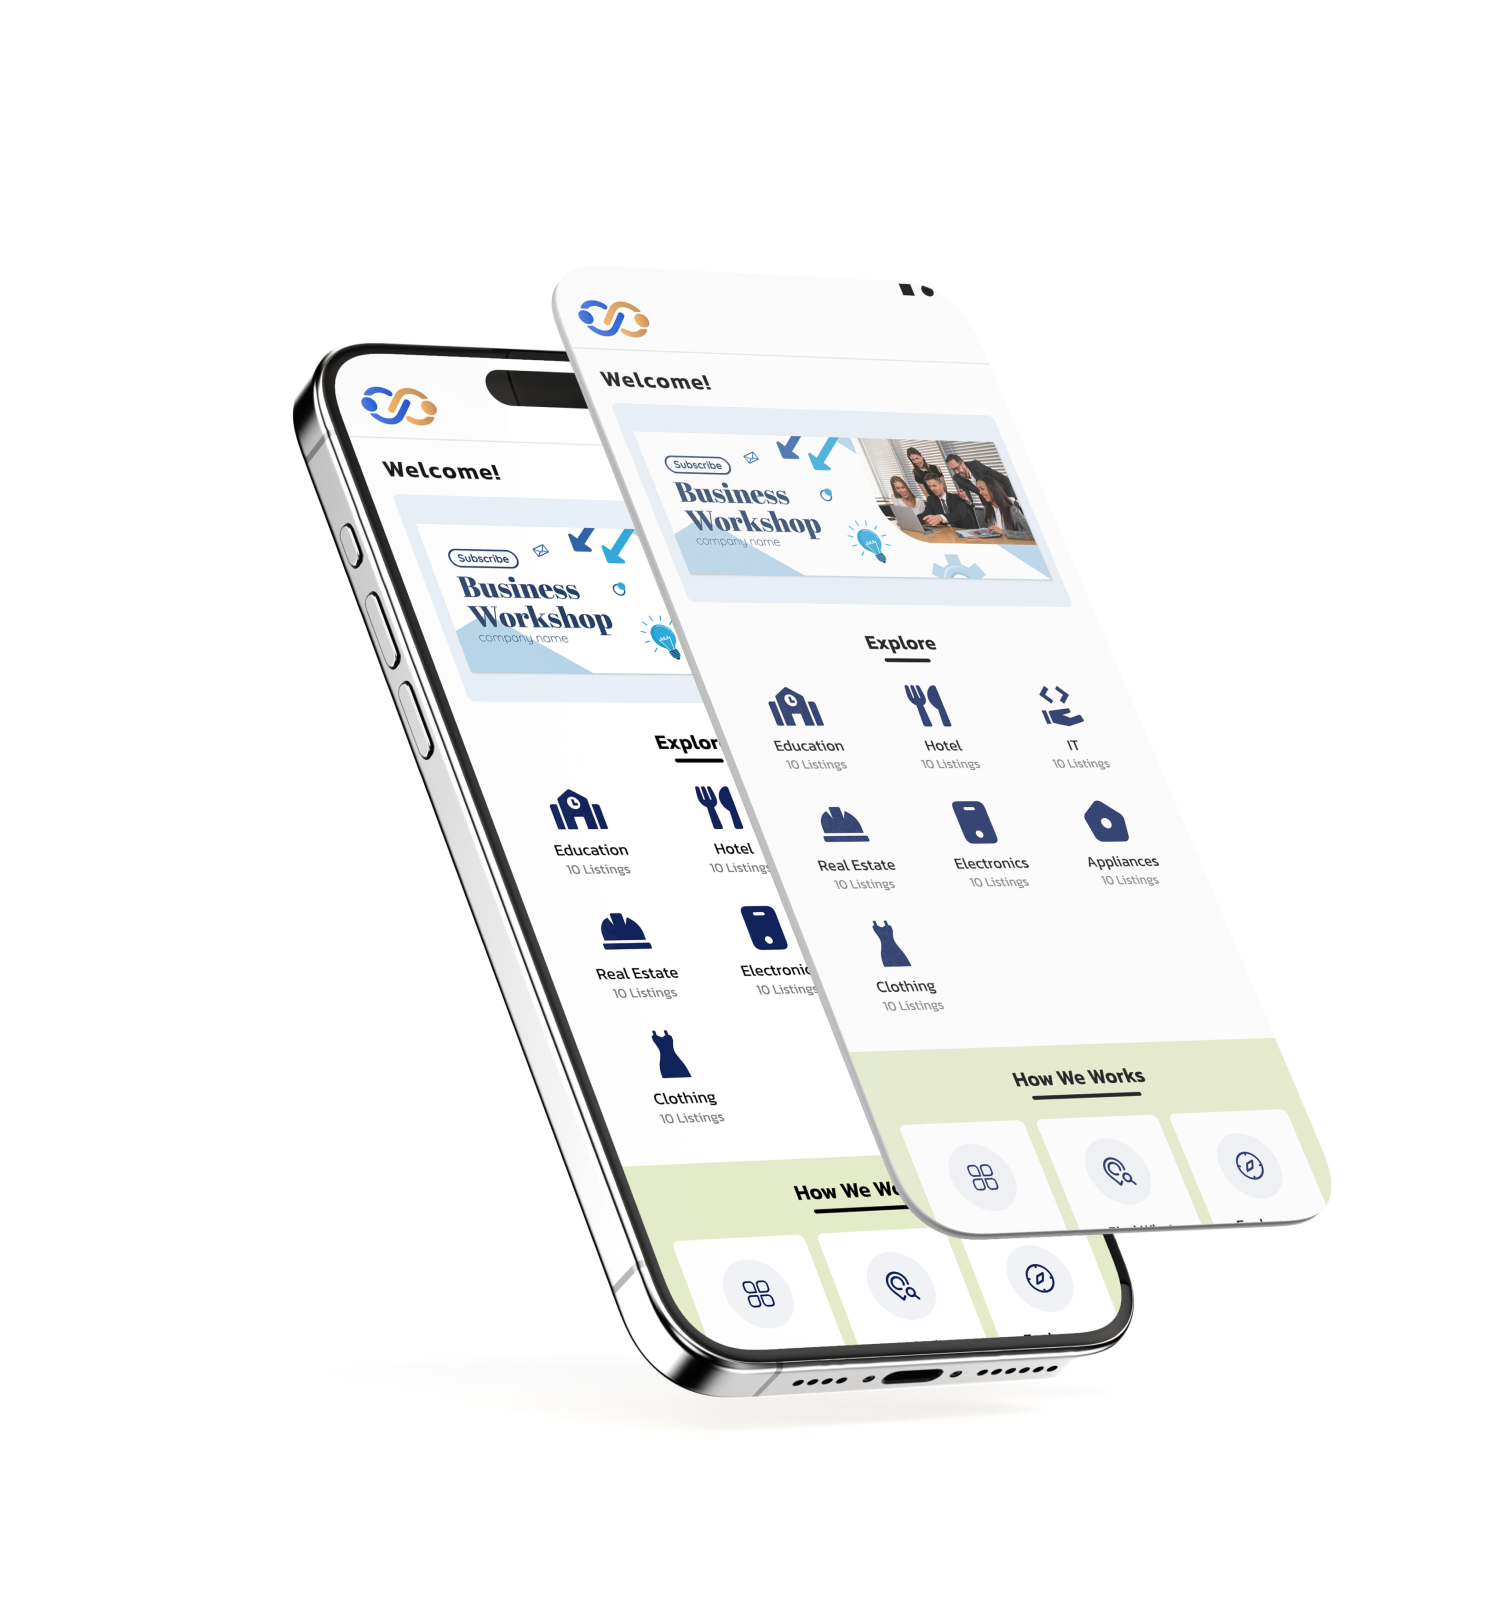 Welcome!
Subscribe
Business
Workshop
company name
Explore
Education
10 Listings
Hotel
10 Listings
IT
10 Listings
Real Estate
10 Listings
Electronics
10 Listings
Appliances
10 Listings
Clothing
10 Listings
How We Works
Welcome!
Subscribe
Business
Workshop
company name
Explor
Education
10 Listings
Hotel
10 Listings
Real Estate
10 Listings
Electronic
10 Listings
Clothing
10 Listings
How We Wo